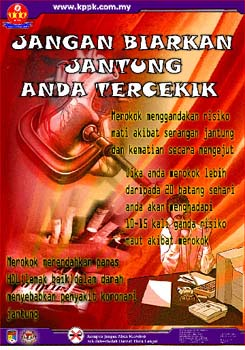 www.kppk.com.my
JANGAN BIARKAN
JANTUNG
ANDA TERCEKIK
Merokok menggandakan risiko
mati akibat serangan jantung
dan kematian secara mengejut
Jika anda merokok lebih
daripada 20 batang sehari
anda akan menghadapi
10-15 kali ganda risiko
maut akibat merokok
Merokok merendahkan paras
HDL(lemak baik)dalam darah
menyebabkan penyakit koronari
jantung